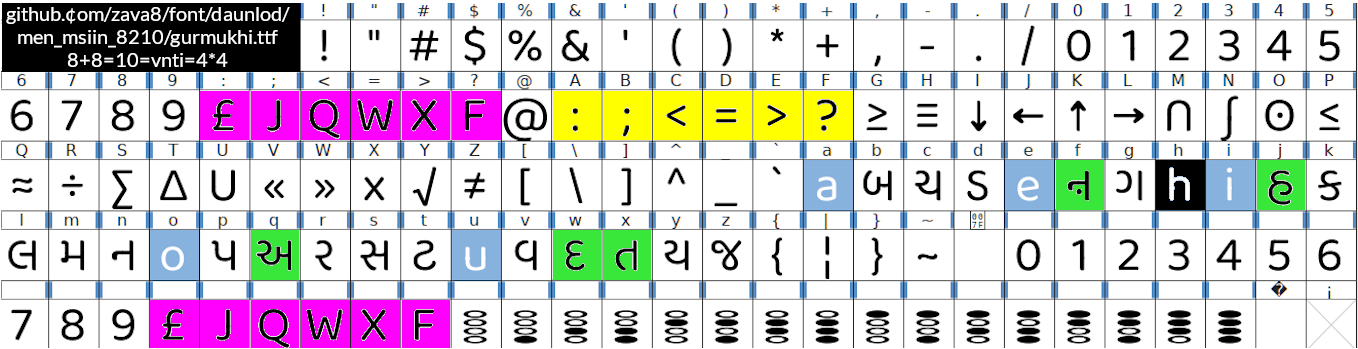 github.¢om/zava8/font/daunlod/
men_msiin_8210/gurmukhi.ttf
8+8=10=vnti=4*4
! " # $ % & ' ( ) * + , - . / 0 1 2 3 4 5
! " # $ % & ' ( ) * + , - . / 0 1 2 3 4 5
6 7 8 9 : ; < = > ? @ A B C D E F G H I J K L M N O P
6 7 8 9 £ J Q W X F @ : ; < = > ? ≥ ≡ ↓ ← ↑ → ∩ ∫ ⊙ ≤
Q R S T U V W X Y Z [ \ ] ^ _ ` a b c d e f g h i j k
≈ ÷ ∑ ∆ U « » x √ ≠ [ \ ] ^ _ ` a બ ચ ડ e ન਼ ગ h i હ ક
l m n o p q r s t u v w x y z { | } ~ 007F
લ મ ન o પ અ ર સ ટ u વ દ ત ય જ { ¦ } ~ 0 1 2 3 4 5 6
� ¡
7 8 9 £ J Q W X F